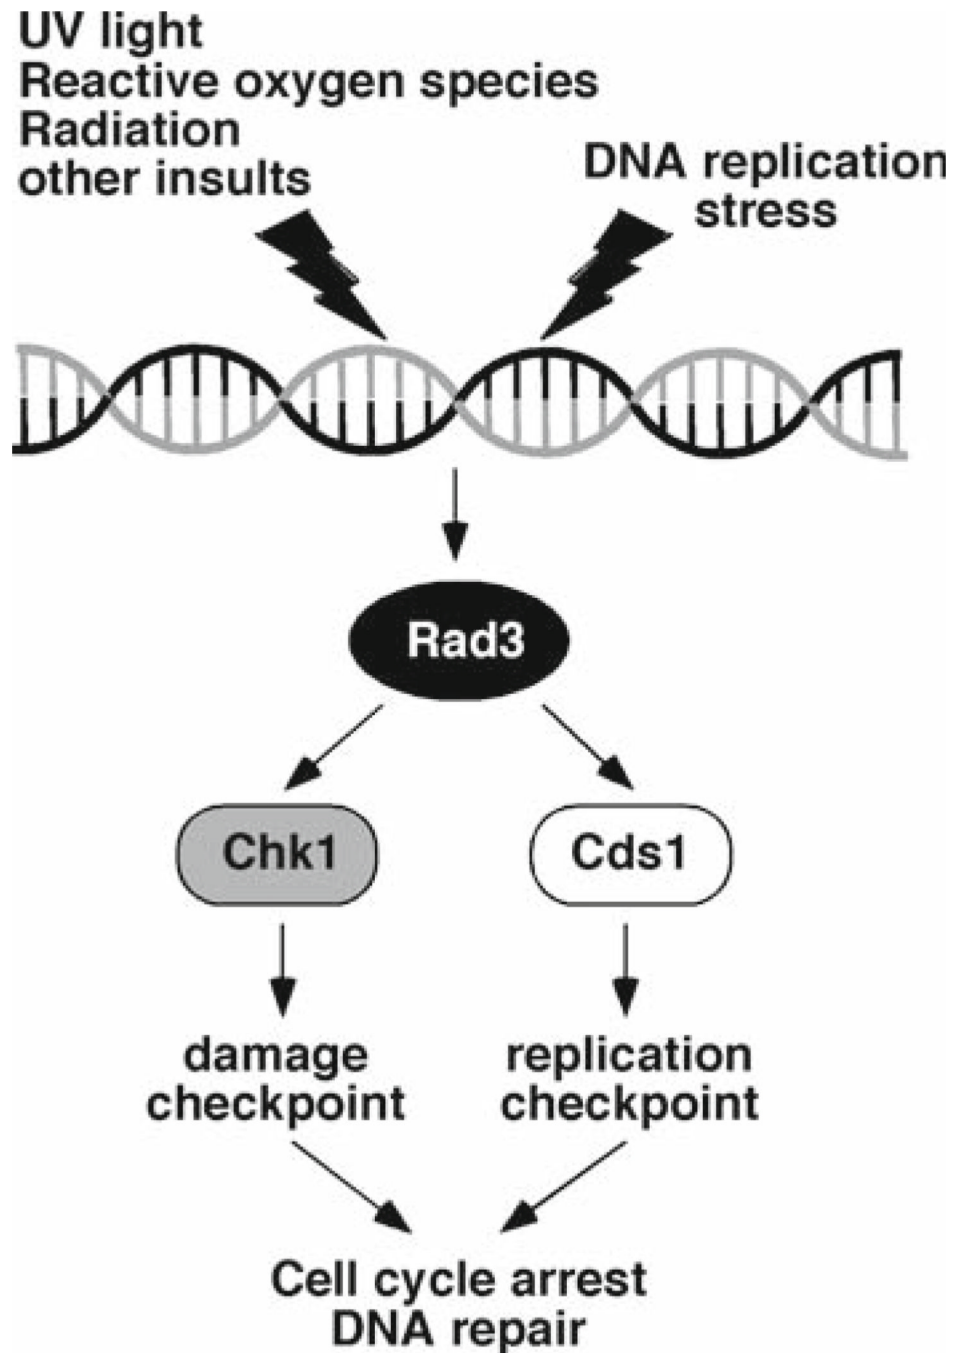 UV light
Reactive oxygen species
Radiation
other insults
DNA replication
stress
Rad3
Chk1
Cds1
damage
checkpoint
replication
checkpoint
Cell cycle arrest
DNA repair